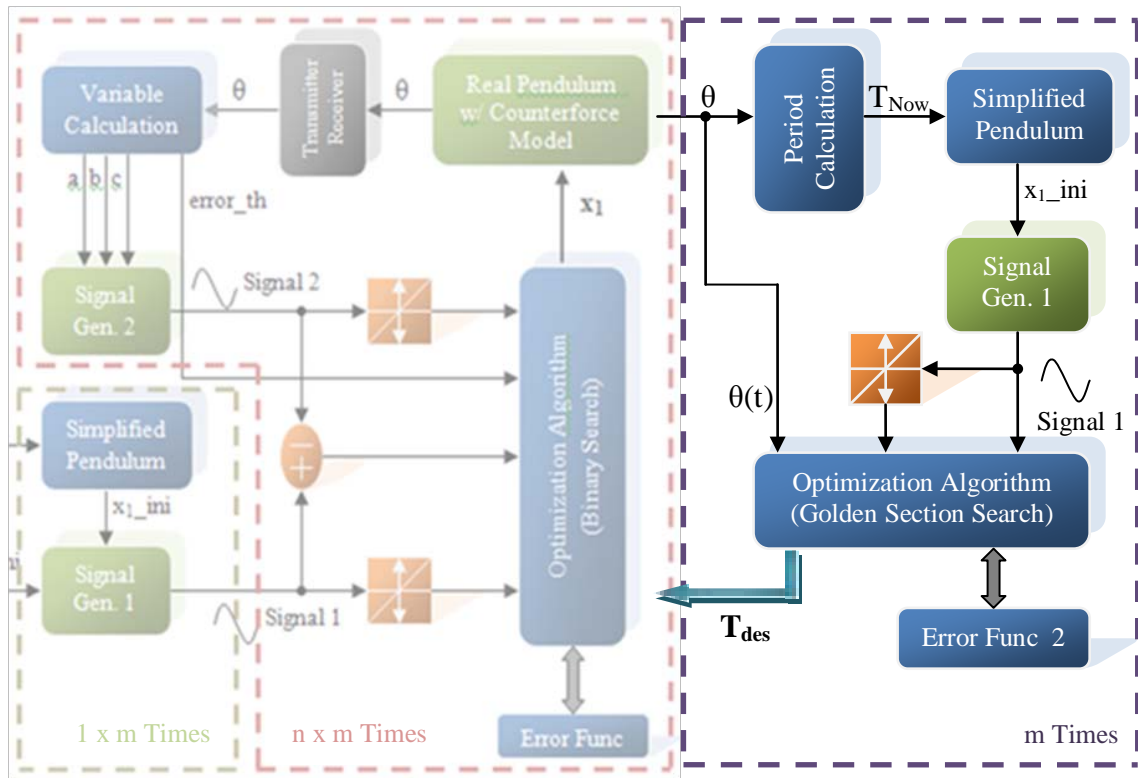 Variable
Calculation
θ
Transmitter
Receiver
θ
Real Pendulum
w/ Counterforce
Model
a b c
error_th
x1
Signal
Gen. 2
Signal 2
Simplified
Pendulum
x1_ini
Signal
Gen. 1
Signal 1
Optimization Algorithm
(Binary Search)
Error Func
1 x m Times
n x m Times
θ
Period
Calculation
TNow
Simplified
Pendulum
x1_ini
Signal
Gen. 1
θ(t)
Signal 1
Optimization Algorithm
(Golden Section Search)
Tdes
Error Func 2
m Times